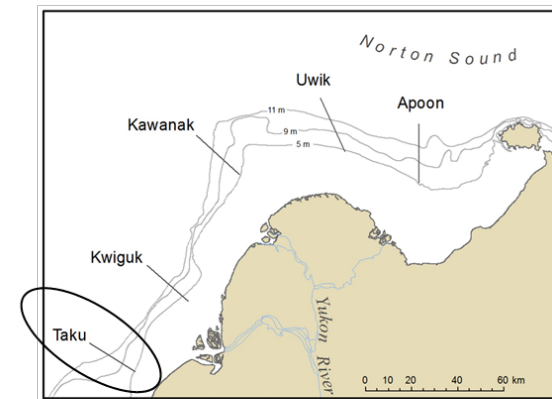 Norton Sound
Uwik
Apoon
11 m
Kawanak
9 m
5 m
Kwiguk
Taku
Yukon River
0 10 20 40 60 km